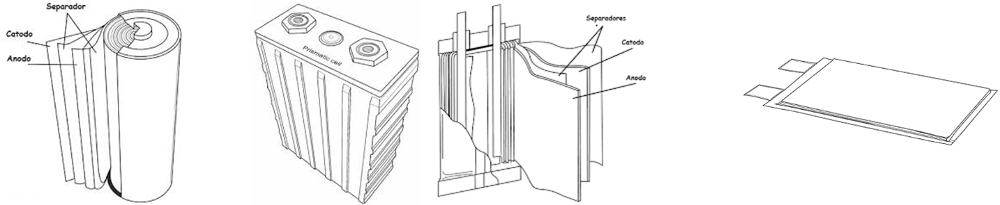 Separador
Catodo
Anodo
Prismatic cell
Separadores
Catodo
Anodo